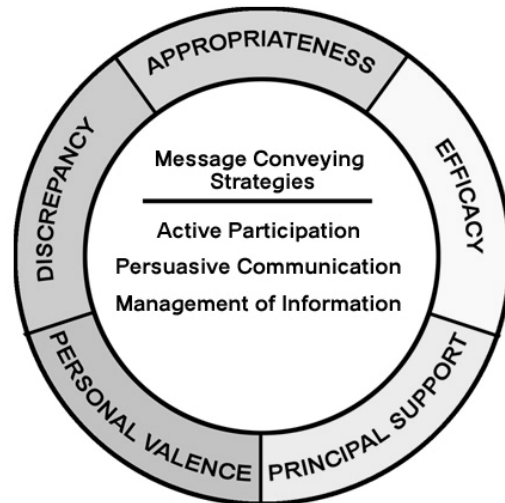 APPROPRIATENESS
EFFICACY
PRINCIPAL SUPPORT
PERSONAL VALENCE
DISCREPANCY
Message Conveying
Strategies
Active Participation
Persuasive Communication
Management of Information